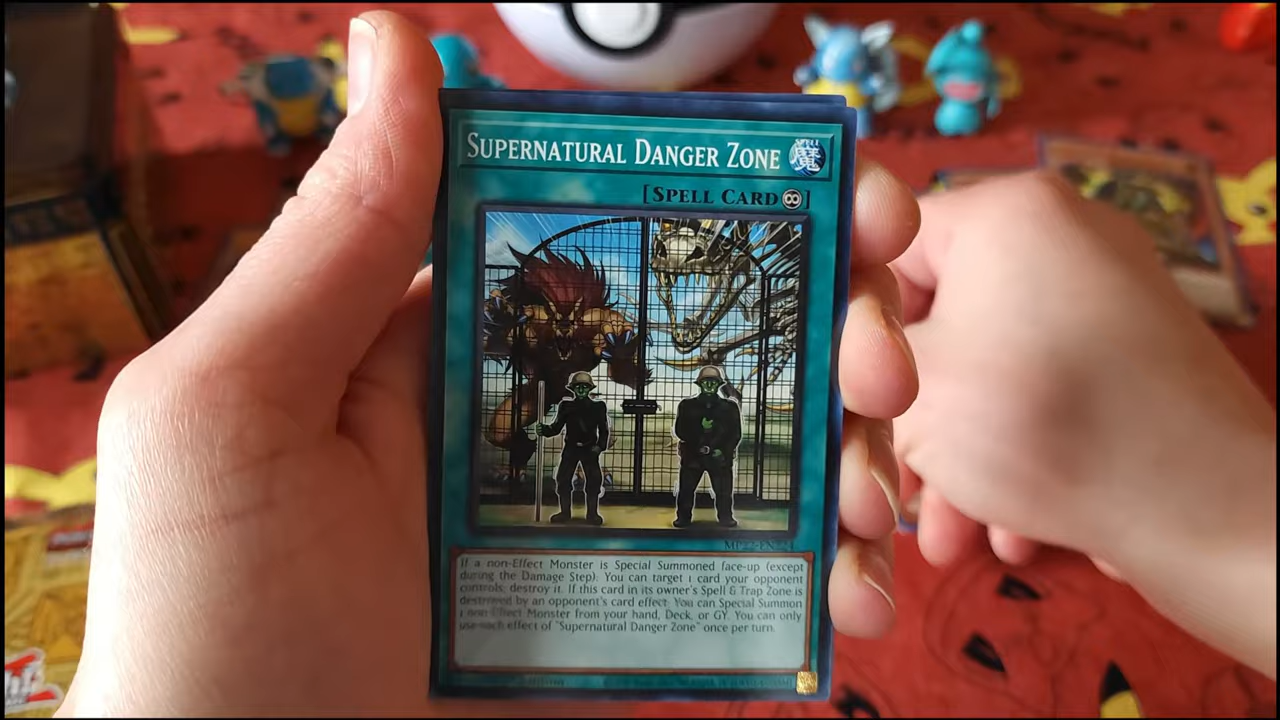 SUPERNATURAL DANGER ZONE
[SPELL CARD]
MP22-EN224
If a non-Effect Monster is Special Summoned face-up (except
during the Damage Step): You can target 1 card your opponent
controls; destroy it. If this card in its owner's Spell & Trap Zone is
destroyed by an opponent's card effect: You can Special Summon
1 non-Effect Monster from your hand, Deck, or GY. You can only
use each effect of "Supernatural Danger Zone" once per turn.